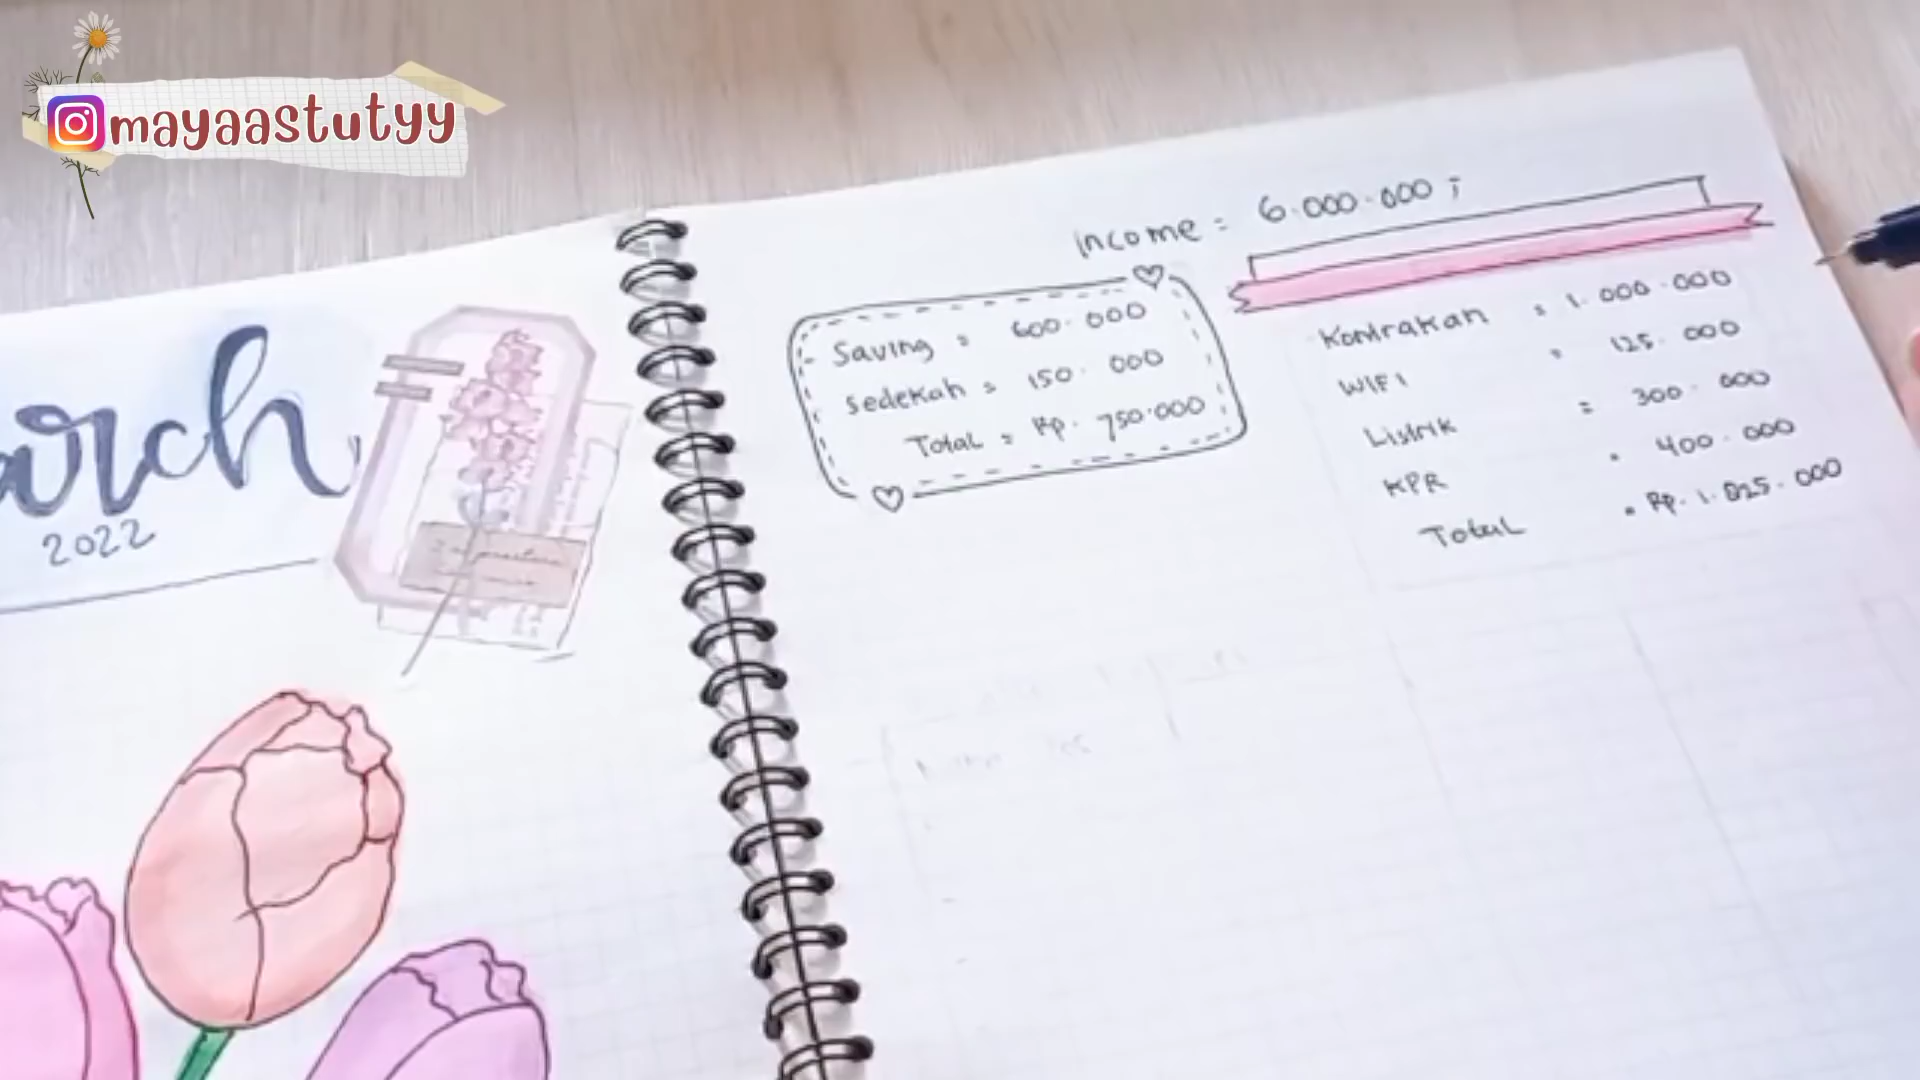 mayaastutyy
arch
2022
income = 6.000.000 ;
Saving = 600.000
Sedekah = 150.000
Total = Rp. 750.000
Kontrakan = 1.000.000
WIFI = 125.000
Listrik = 300.000
KPR = 400.000
Total = Rp. 1.825.000